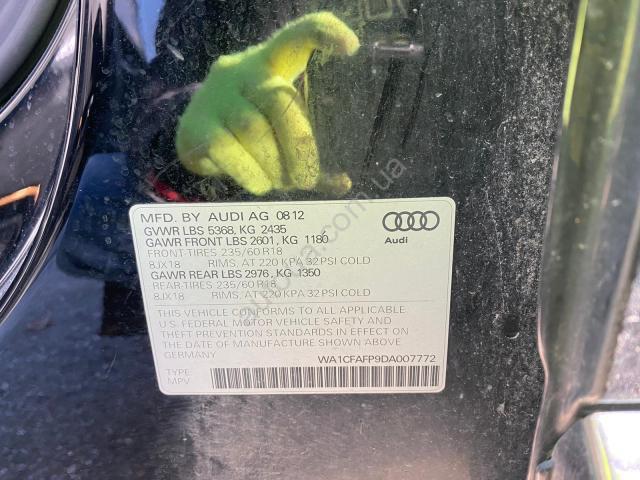 MFD. BY AUDI AG 08 12
GVWR LBS 5368, KG 2435
GAWR FRONT LBS 2601, KG 1180
FRONT-TIRES 235/60 R18
8JX18 RIMS, AT 220 KPA 32 PSI COLD
GAWR REAR LBS 2976, KG 1350
REAR-TIRES 235/60 R18
8JX18 RIMS, AT 220 KPA 32 PSI COLD
Audi
THIS VEHICLE CONFORMS TO ALL APPLICABLE
U.S. FEDERAL MOTOR VEHICLE SAFETY AND
THEFT PREVENTION STANDARDS IN EFFECT ON
THE DATE OF MANUFACTURE SHOWN ABOVE
GERMANY
WA1CFAFP9DA007772
TYPE:
MPV